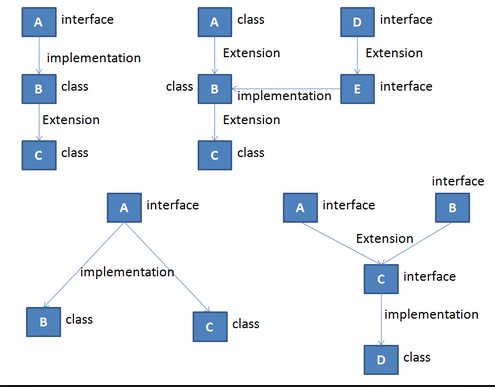 A interface
implementation
B class
Extension
C class
A class
Extension
class B
implementation
Extension
C class
D interface
Extension
E interface
A interface
implementation
B class
C class
A interface
interface
B
Extension
C interface
implementation
D class